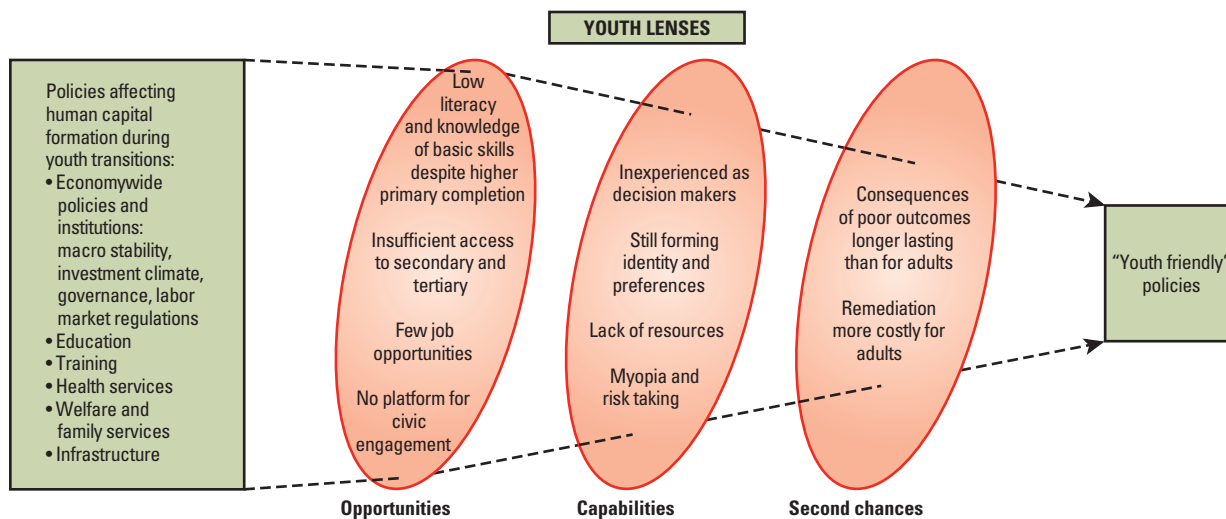 YOUTH LENSES
Policies affecting
human capital
formation during
youth transitions:
• Economywide
policies and
institutions:
macro stability,
investment climate,
governance, labor
market regulations
• Education
• Training
• Health services
• Welfare and
family services
• Infrastructure
Low
literacy
and knowledge
of basic skills
despite higher
primary completion
Insufficient access
to secondary and
tertiary
Few job
opportunities
No platform for
civic
engagement
Opportunities
Inexperienced as
decision makers
Still forming
identity and
preferences
Lack of resources
Myopia and
risk taking
Capabilities
Consequences
of poor outcomes
longer lasting
than for adults
Remediation
more costly for
adults
Second chances
“Youth friendly”
policies